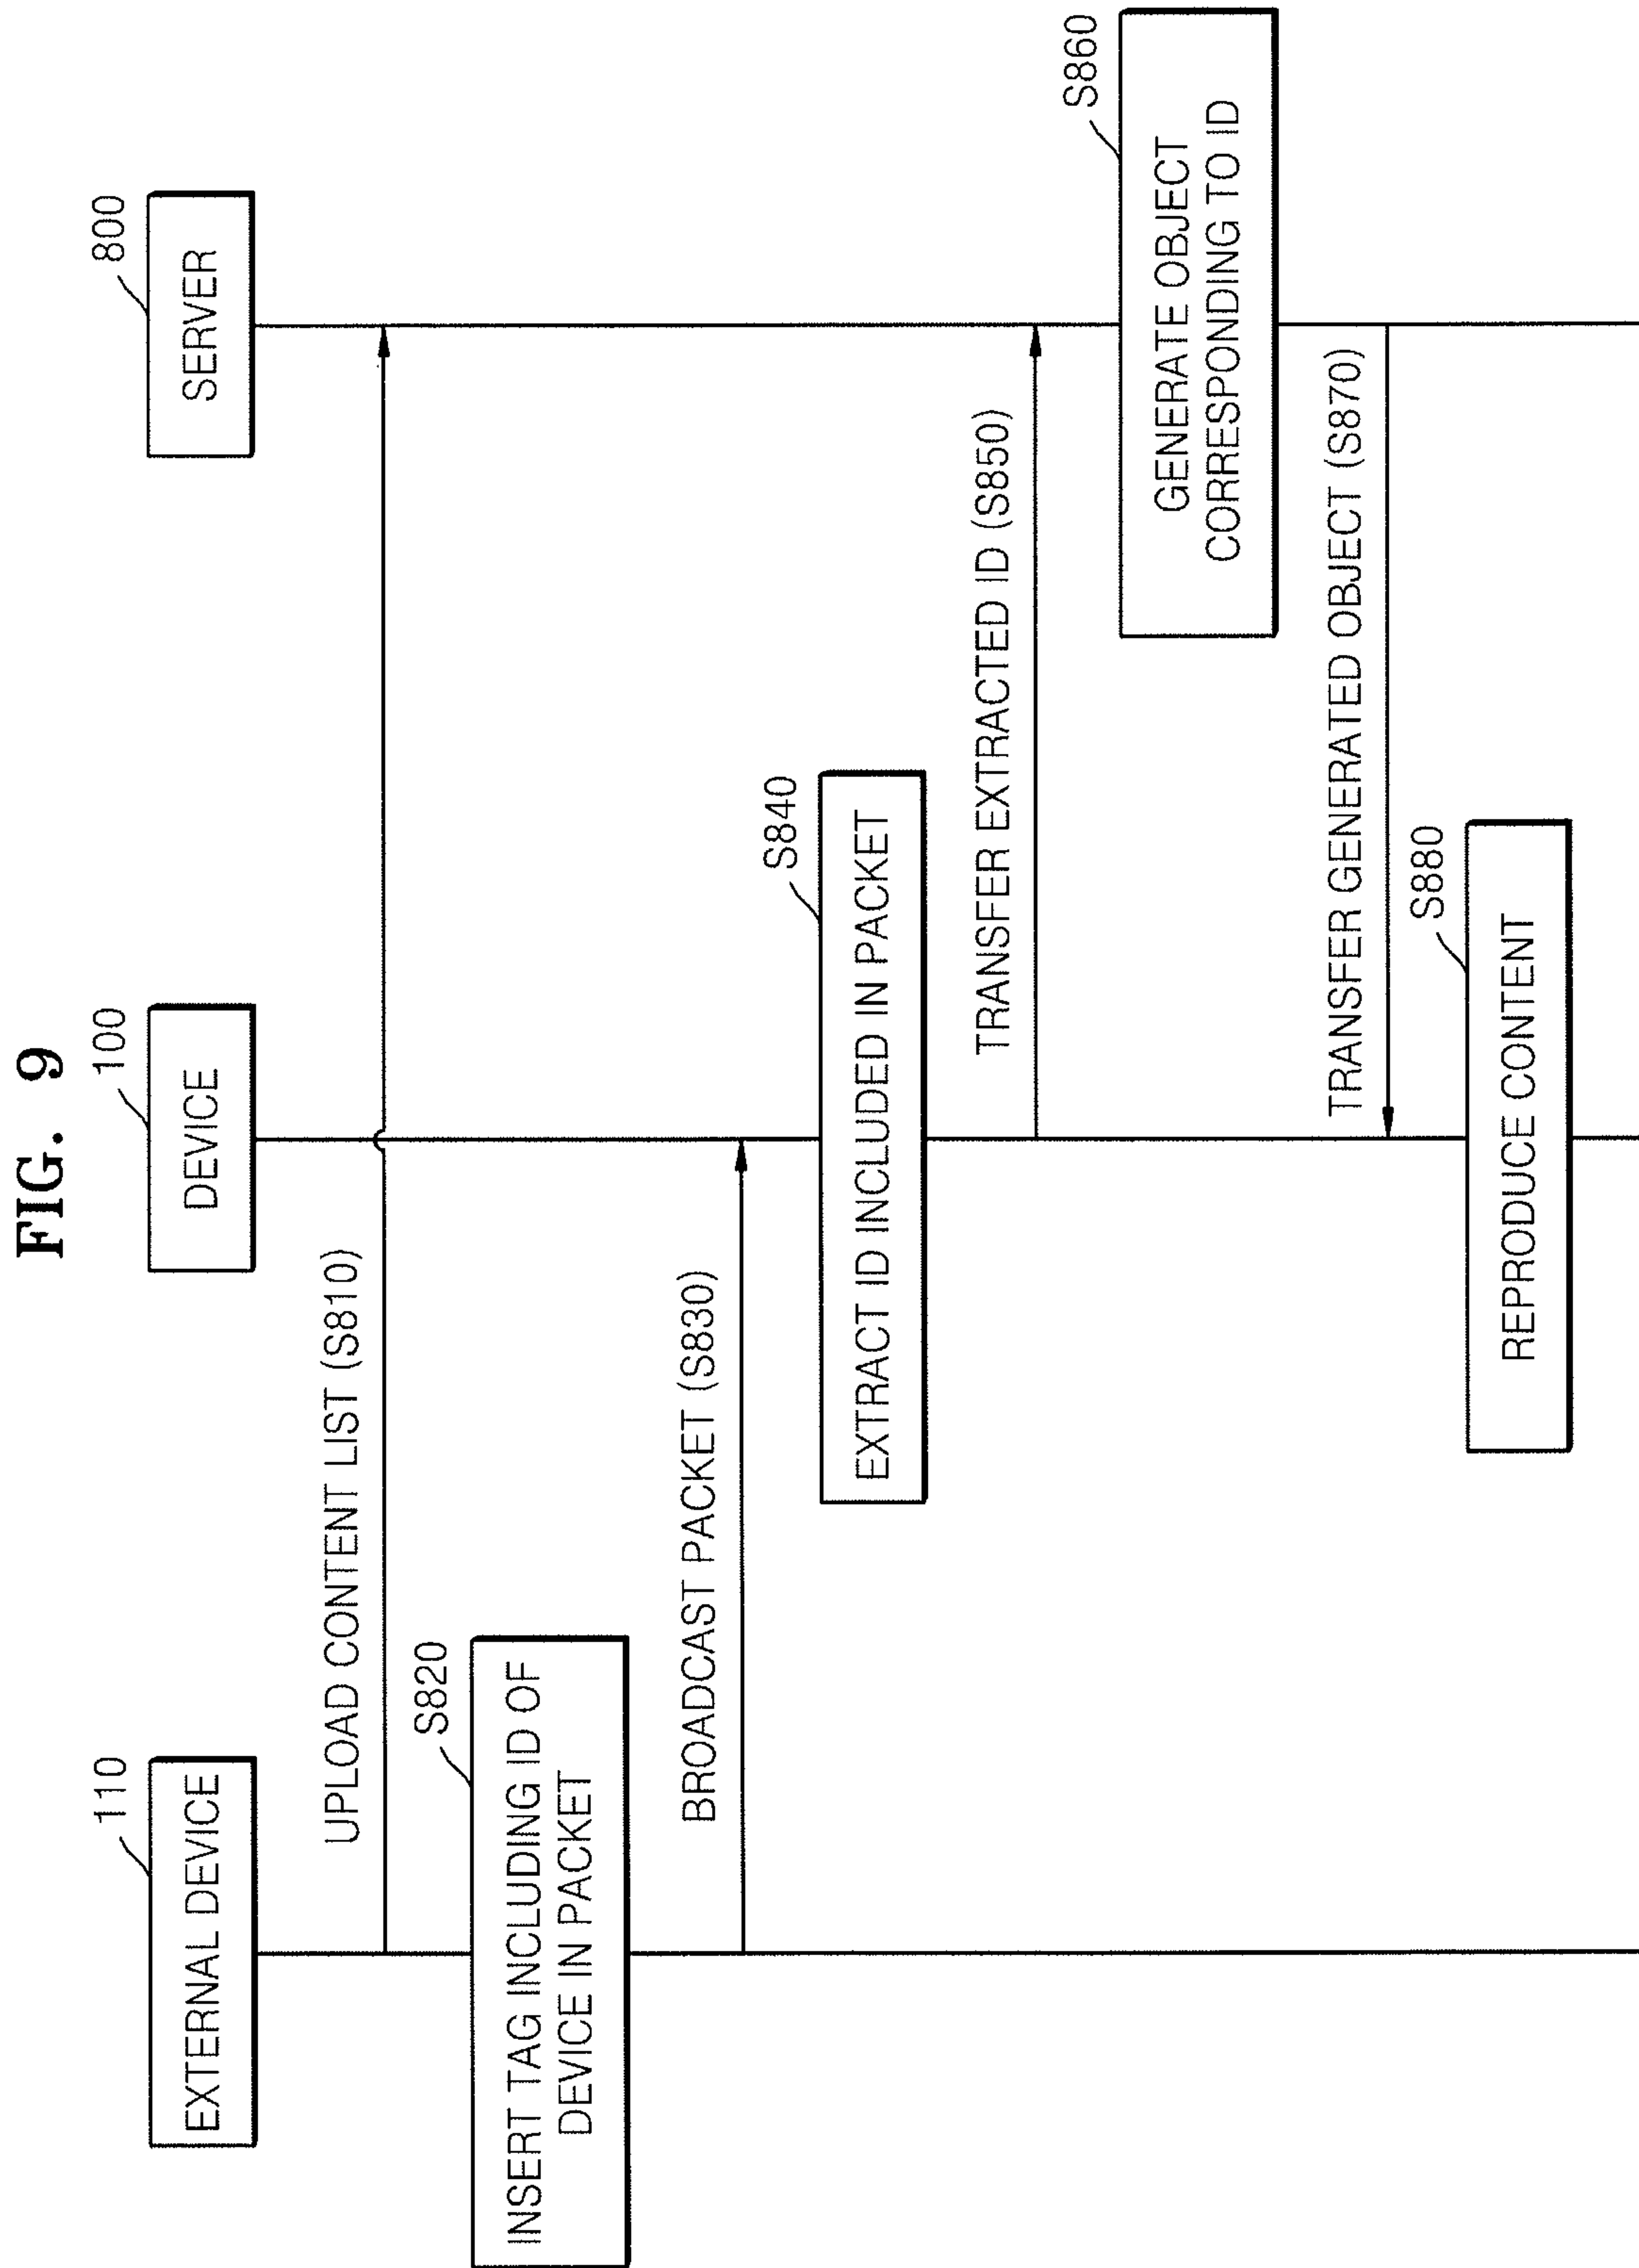 FIG. 9
110
EXTERNAL DEVICE
100
DEVICE
800
SERVER
UPLOAD CONTENT LIST (S810)
S820
INSERT TAG INCLUDING ID OF
DEVICE IN PACKET
BROADCAST PACKET (S830)
S840
EXTRACT ID INCLUDED IN PACKET
TRANSFER EXTRACTED ID (S850)
S860
GENERATE OBJECT
CORRESPONDING TO ID
TRANSFER GENERATED OBJECT (S870)
S880
REPRODUCE CONTENT